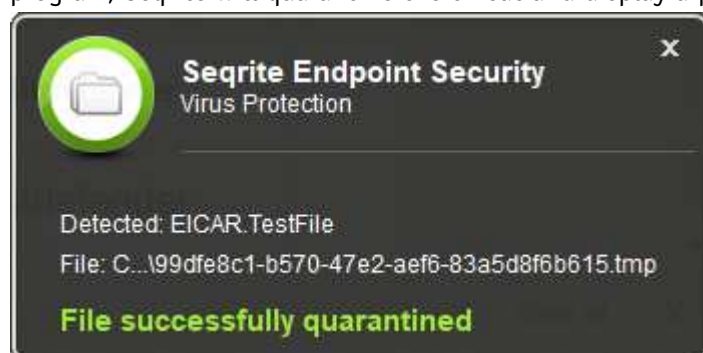 Seqrite Endpoint Security
Virus Protection
x
Detected: EICAR.TestFile
File: C...\99dfe8c1-b570-47e2-aef6-83a5d8f6b615.tmp
File successfully quarantined